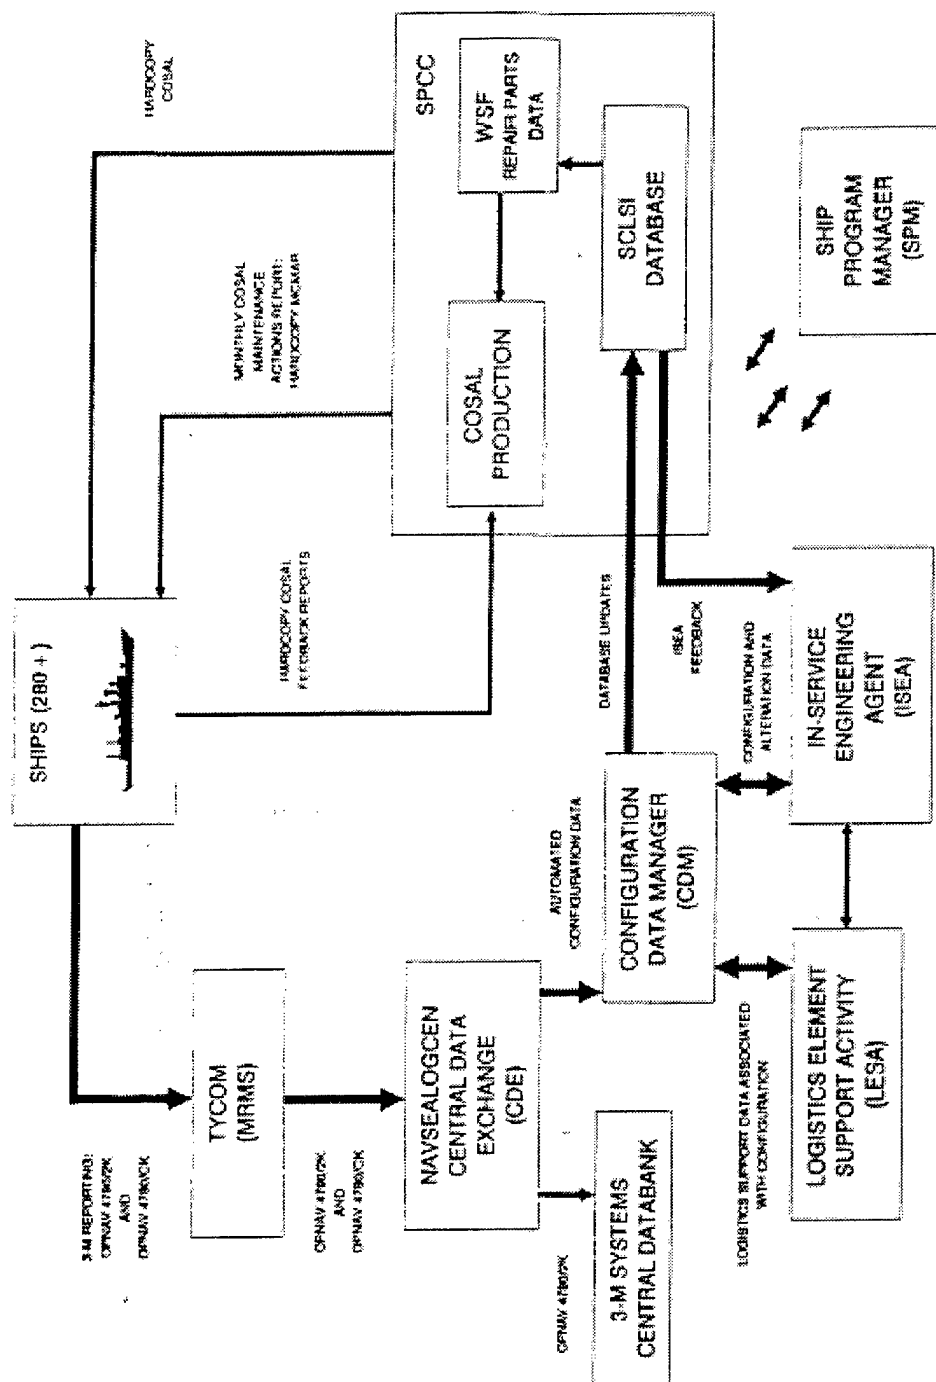 SHIPS (280 +)
HARDCOPY
COSAL
MONTHLY COSAL
MAINTENANCE
ACTIONS REPORT:
HARDCOPY MCMAR
HARDCOPY COSAL
FEEDBACK REPORTS
3-M REPORTING:
OPNAV 4790/2K
AND
OPNAV 4790/CK
TYCOM
(MRMS)
OPNAV 4790/2K
AND
OPNAV 4790/CK
NAVSEALOGCEN
CENTRAL DATA
EXCHANGE
(CDE)
OPNAV 4790/2K
3-M SYSTEMS
CENTRAL DATABANK
AUTOMATED
CONFIGURATION DATA
CONFIGURATION
DATA MANAGER
(CDM)
DATABASE UPDATES
ISEA
FEEDBACK
SPCC
COSAL
PRODUCTION
WSF
REPAIR PARTS
DATA
SCLSI
DATABASE
LOGISTICS SUPPORT DATA ASSOCIATED
WITH CONFIGURATION
CONFIGURATION AND
ALTERATION DATA
LOGISTICS ELEMENT
SUPPORT ACTIVITY
(LESA)
IN-SERVICE
ENGINEERING
AGENT
(ISEA)
SHIP
PROGRAM
MANAGER
(SPM)